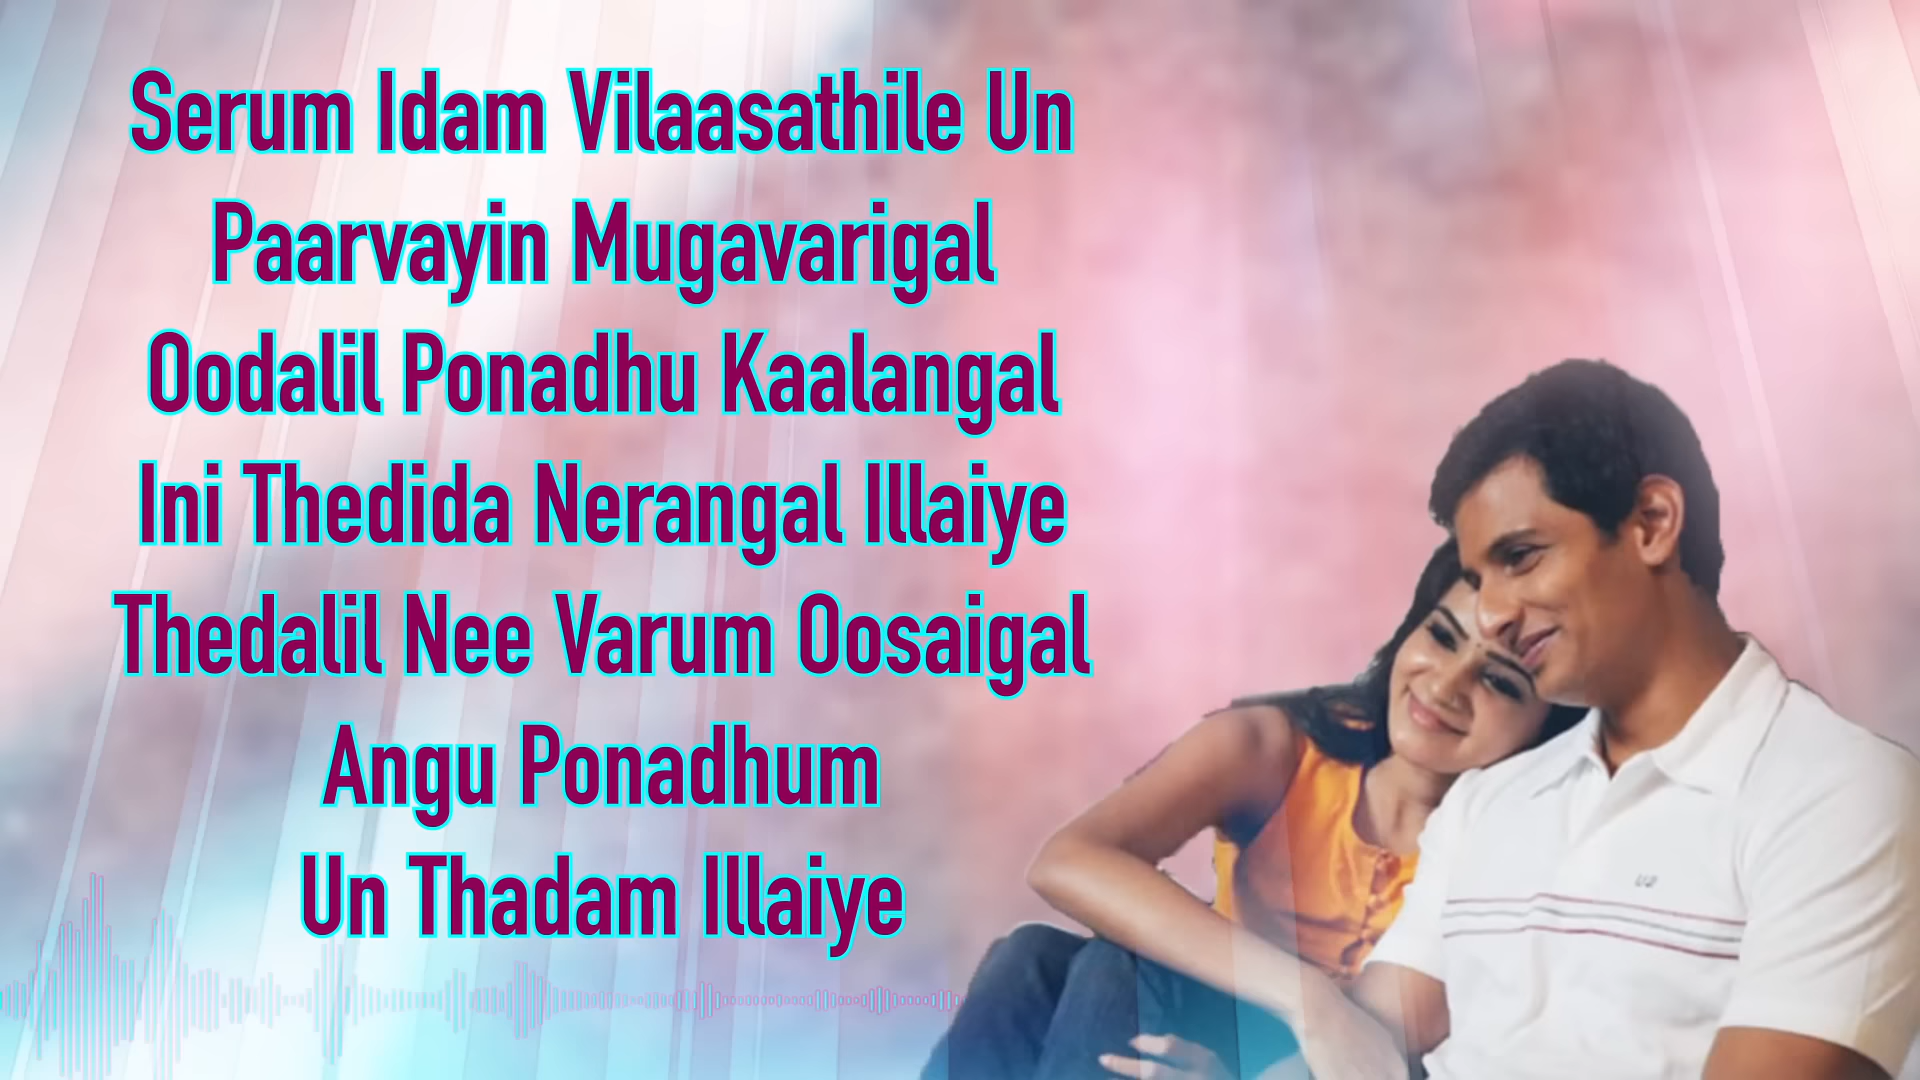 Serum Idam Vilaasathile Un
Paarvayin Mugavarigal
Oodalil Ponadhu Kaalangal
Ini Thedida Nerangal Illaiye
Thedalil Nee Varum Oosaigal
Angu Ponadhum
Un Thadam Illaiye